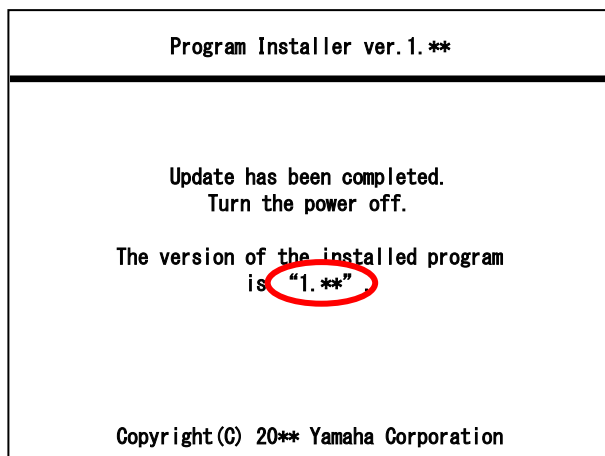 Program Installer ver.1.**
Update has been completed.
Turn the power off.
The version of the installed program
is “1.**” .
Copyright(C) 20** Yamaha Corporation